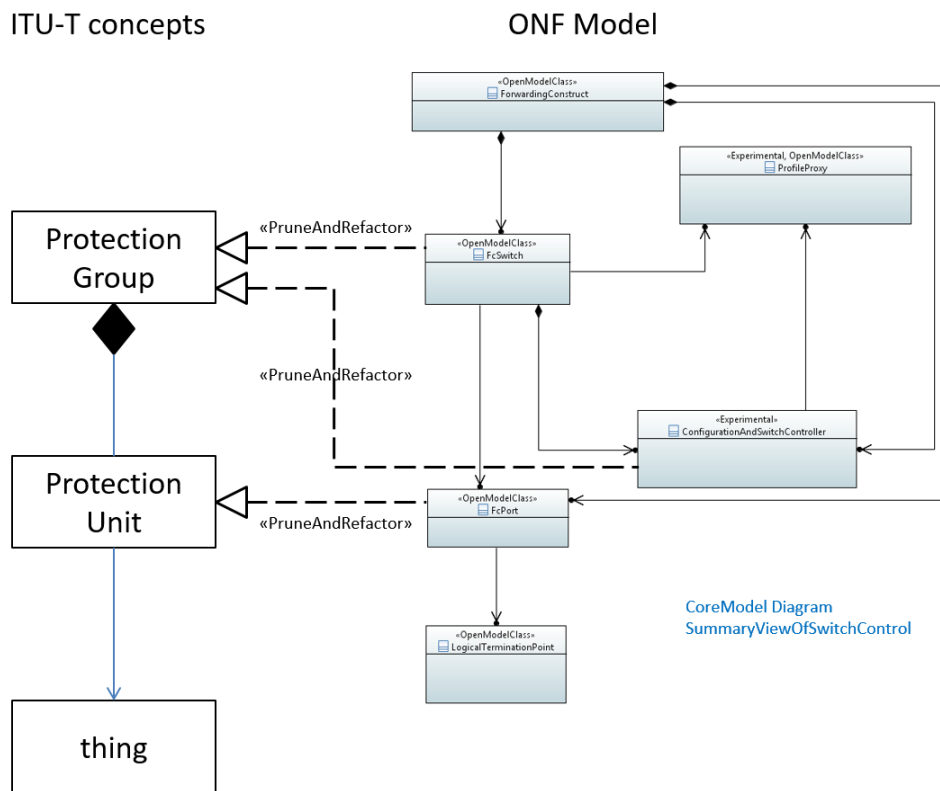 ITU-T concepts
ONF Model
«OpenModelClass»
ForwardingConstruct
«Experimental, OpenModelClass»
ProfileProxy
Protection
Group
«PruneAndRefactor»
«OpenModelClass»
FcSwitch
«PruneAndRefactor»
«Experimental»
ConfigurationAndSwitchController
Protection
Unit
«PruneAndRefactor»
«OpenModelClass»
FcPort
CoreModel Diagram
SummaryViewOfSwitchControl
«OpenModelClass»
LogicalTerminationPoint
thing